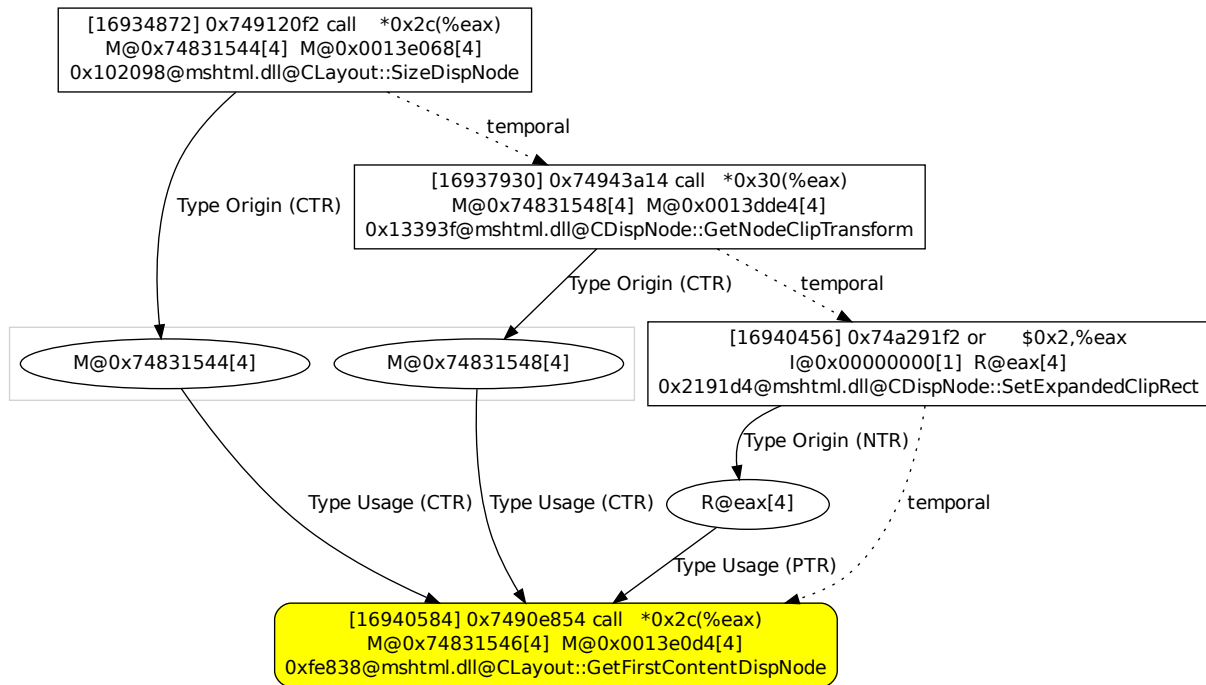 [16934872] 0x749120f2 call    *0x2c(%eax)
M@0x74831544[4]  M@0x0013e068[4]
0x102098@mshtml.dll@CLayout::SizeDispNode
temporal
[16937930] 0x74943a14 call   *0x30(%eax)
M@0x74831548[4]  M@0x0013dde4[4]
0x13393f@mshtml.dll@CDispNode::GetNodeClipTransform
Type Origin (CTR)
Type Origin (CTR)
temporal
[16940456] 0x74a291f2 or      $0x2,%eax
I@0x00000000[1]  R@eax[4]
0x2191d4@mshtml.dll@CDispNode::SetExpandedClipRect
M@0x74831544[4]
M@0x74831548[4]
Type Origin (NTR)
R@eax[4]
Type Usage (CTR)
Type Usage (CTR)
temporal
Type Usage (PTR)
[16940584] 0x7490e854 call   *0x2c(%eax)
M@0x74831546[4]  M@0x0013e0d4[4]
0xfe838@mshtml.dll@CLayout::GetFirstContentDispNode